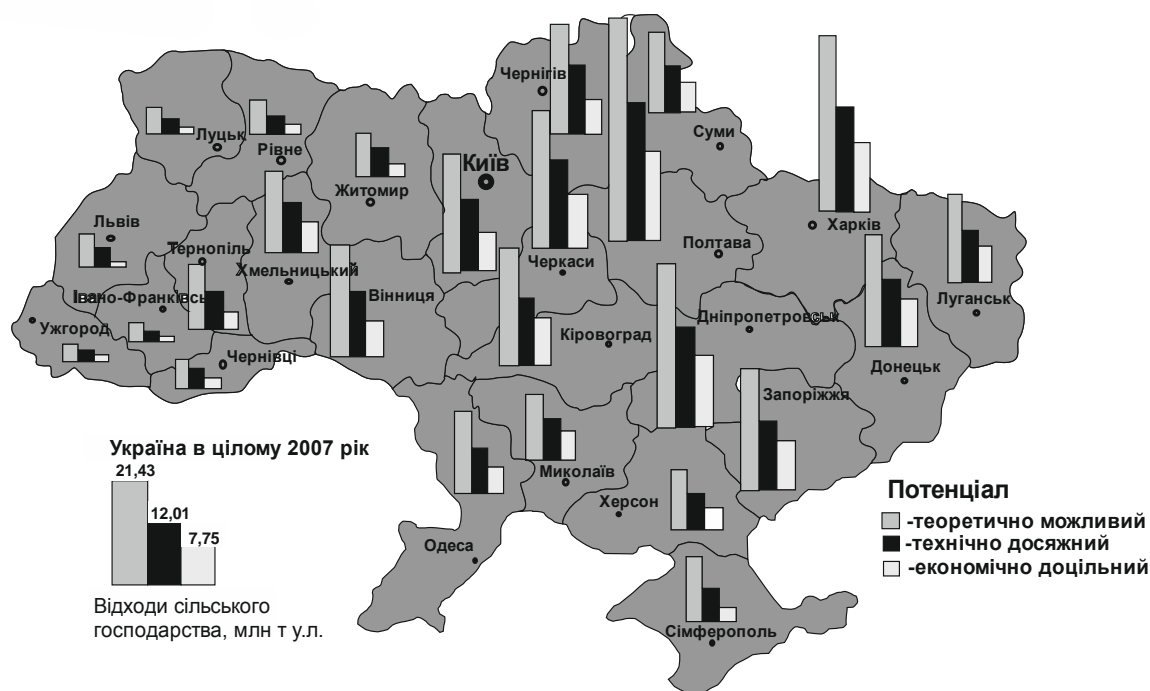 Чернігів
Суми
Луцьк
Рівне
Київ
Житомир
Львів
Харків
Тернопіль
Полтава
Хмельницький
Черкаси
Івано-Франківсь
Вінниця
Луганськ
Ужгород
Кіровоград
Дніпропетровськ
Чернівці
Донецьк
Запоріжжя
Україна в цілому 2007 рік
21,43
12,01
7,75
Миколаїв
Херсон
Одеса
Сімферополь
Відходи сільського
господарства, млн т у.л.
Потенціал
-теоретично можливий
-технічно досяжний
-економічно доцільний